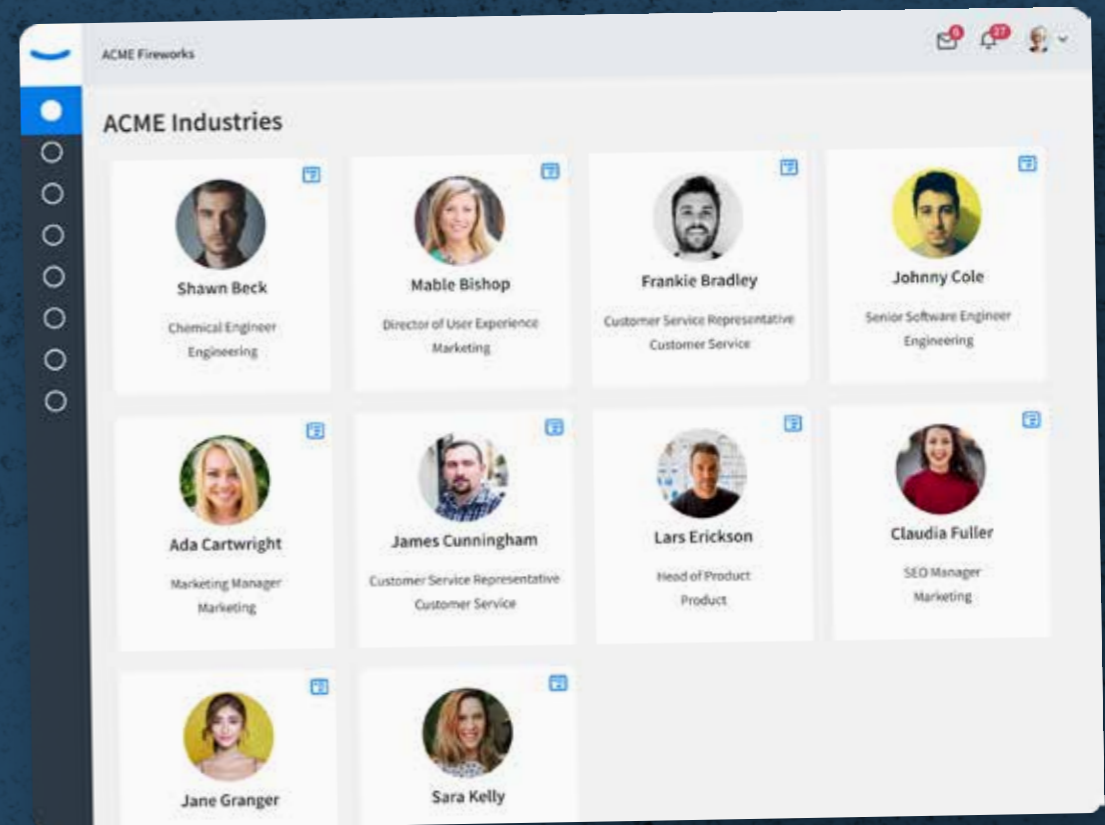 ACME Fireworks
27
ACME Industries
Shawn Beck
Chemical Engineer
Engineering
Mable Bishop
Director of User Experience
Marketing
Frankie Bradley
Customer Service Representative
Customer Service
Johnny Cole
Senior Software Engineer
Engineering
Ada Cartwright
Marketing Manager
Marketing
James Cunningham
Customer Service Representative
Customer Service
Lars Erickson
Head of Product
Product
Claudia Fuller
SEO Manager
Marketing
Jane Granger
Sara Kelly